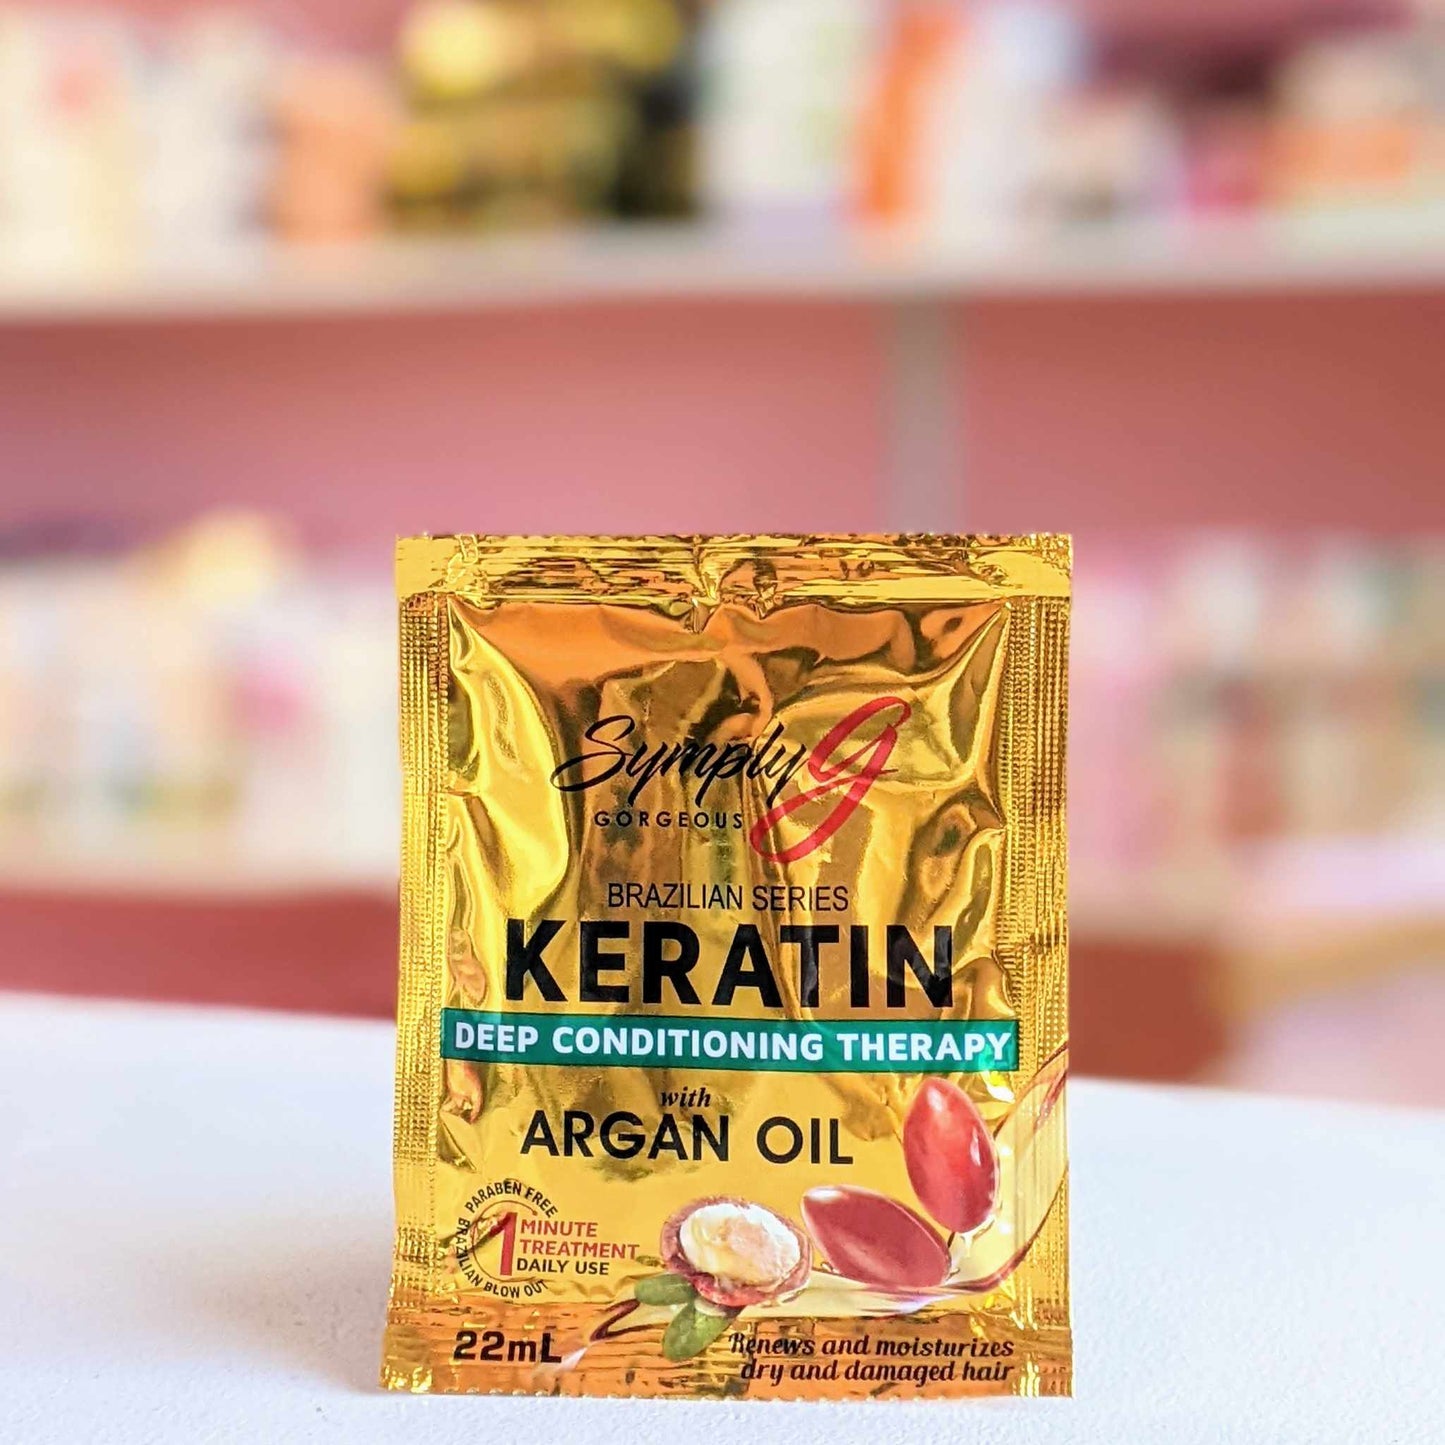 SymplyG
GORGEOUS
BRAZILIAN SERIES
KERATIN
DEEP CONDITIONING THERAPY
with
ARGAN OIL
PARABEN FREE
BRAZILIAN BLOW OUT
1 MINUTE
TREATMENT
DAILY USE
22mL
Renews and moisturizes
dry and damaged hair